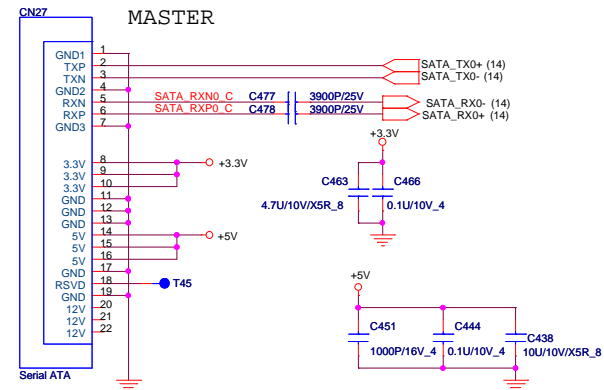 CN27
MASTER
GND1 1
TXP 2 SATA_TX0+ (14)
TXN 3 SATA_TX0- (14)
GND2 4
RXN 5 SATA_RXN0_C C477 3900P/25V SATA_RX0- (14)
RXP 6 SATA_RXP0_C C478 3900P/25V SATA_RX0+ (14)
GND3 7
+3.3V
3.3V 8 +3.3V
3.3V 9
3.3V 10
C463 C466
4.7U/10V/X5R_8 0.1U/10V_4
GND 11
GND 12
GND 13
5V 14 +5V
5V 15
5V 16
GND 17
RSVD 18 T45
GND 19
12V 20
12V 21
12V 22
+5V
C451 C444 C438
1000P/16V_4 0.1U/10V_4 10U/10V/X5R_8
Serial ATA